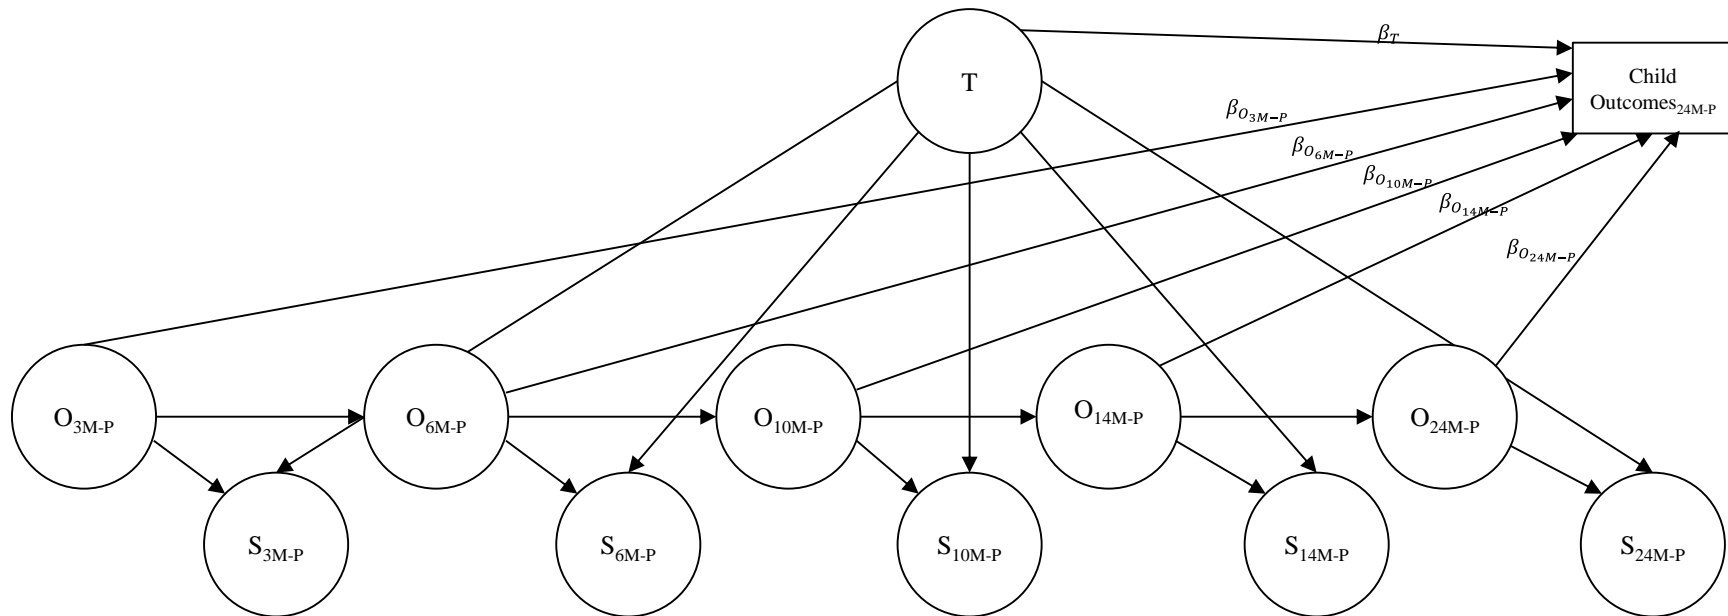 β_T
T
Child
Outcomes_24M-P
β_O_3M−P
β_O_6M−P
β_O_10M−P
β_O_14M−P
β_O_24M−P
O_3M-P
O_6M-P
O_10M-P
O_14M-P
O_24M-P
S_3M-P
S_6M-P
S_10M-P
S_14M-P
S_24M-P